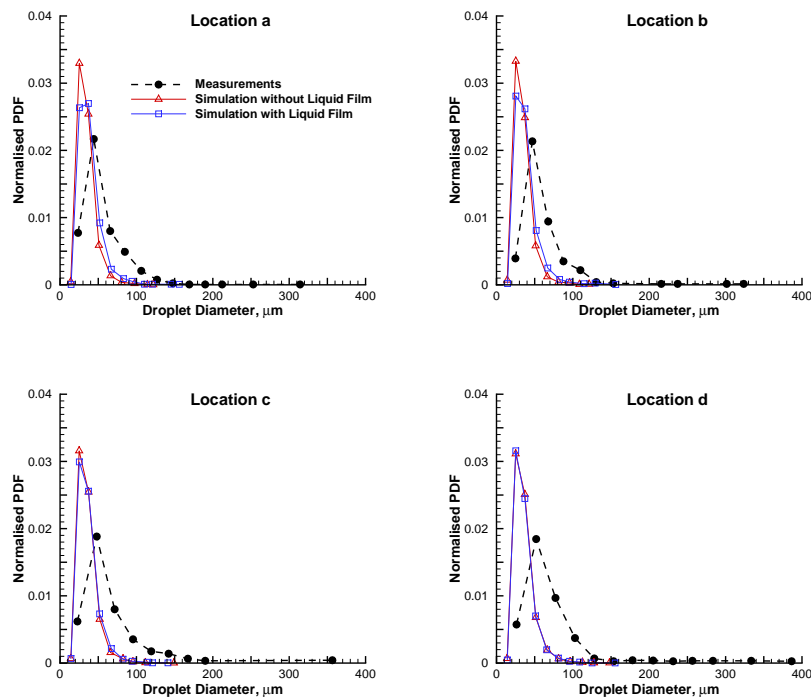 Location a
0.04
0.03
0.02
0.01
0
Normalised PDF
Measurements
Simulation without Liquid Film
Simulation with Liquid Film
0 100 200 300 400
Droplet Diameter, μm
Location b
0.04
0.03
0.02
0.01
0
Normalised PDF
0 100 200 300 400
Droplet Diameter, μm
Location c
0.04
0.03
0.02
0.01
0
Normalised PDF
0 100 200 300 400
Droplet Diameter, μm
Location d
0.04
0.03
0.02
0.01
0
Normalised PDF
0 100 200 300 400
Droplet Diameter, μm